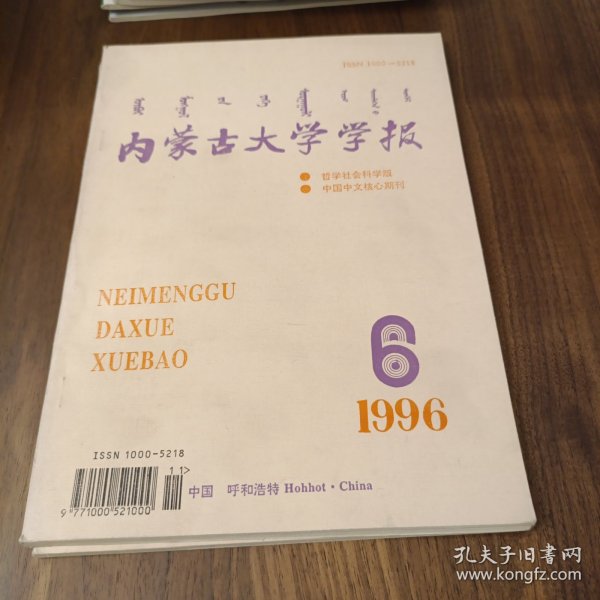 ISSN 1000-5218
内蒙古大学学报
哲学社会科学版
中国中文核心期刊
NEIMENGGU
DAXUE
XUEBAO
6
1996
ISSN 1000-5218
11>
9 771000 521000
中国 呼和浩特 Hohhot·China
孔夫子旧书网
www.kongfz.com